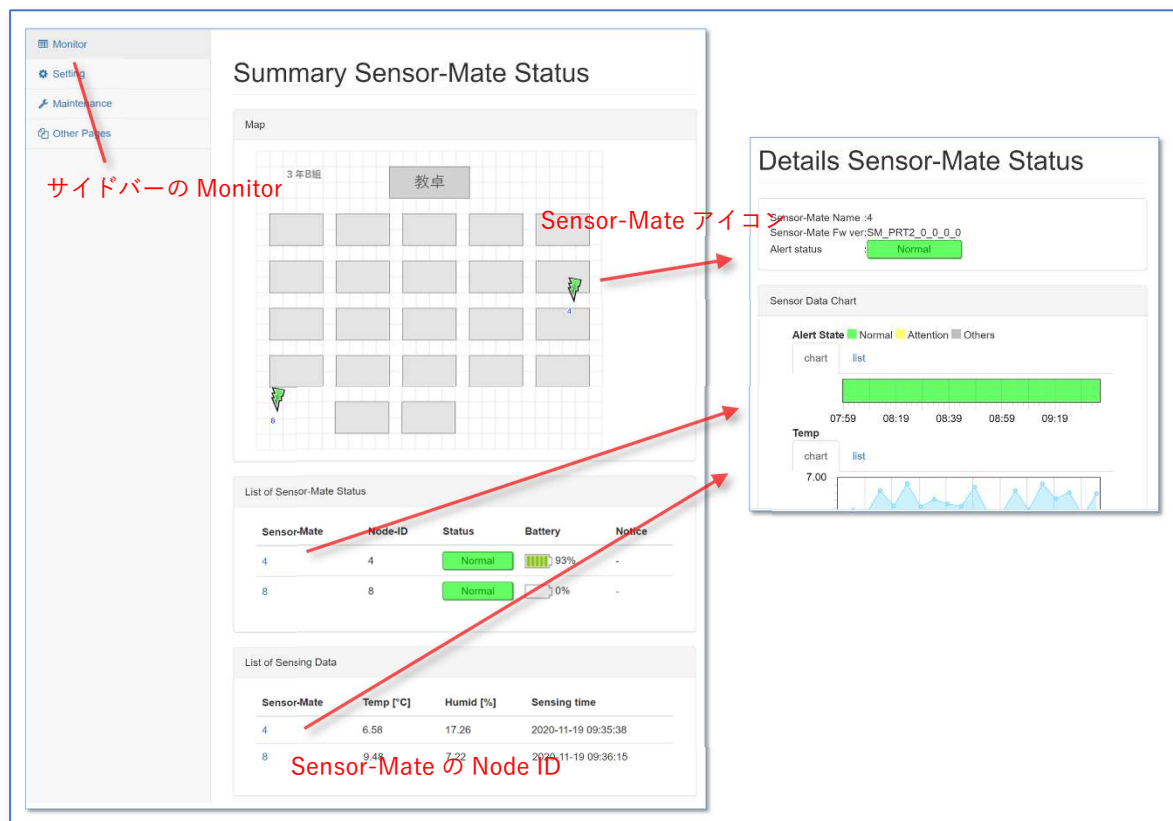 Monitor
Setting
Maintenance
Other Pages
サイドバーの Monitor
Summary Sensor-Mate Status
Map
3 年B組
教卓
Sensor-Mate アイコン
4
8
List of Sensor-Mate Status
Sensor-Mate Node-ID Status Battery Notice
4 4 Normal 93% -
8 8 Normal 0% -
List of Sensing Data
Sensor-Mate Temp [°C] Humid [%] Sensing time
4 6.58 17.26 2020-11-19 09:35:38
8 9.48 7.22 2020-11-19 09:36:15
Sensor-Mate の Node ID
Details Sensor-Mate Status
Sensor-Mate Name :4
Sensor-Mate Fw ver:SM_PRT2_0_0_0_0
Alert status : Normal
Sensor Data Chart
Alert State Normal Attention Others
chart list
07:59 08:19 08:39 08:59 09:19
Temp
chart list
7.00